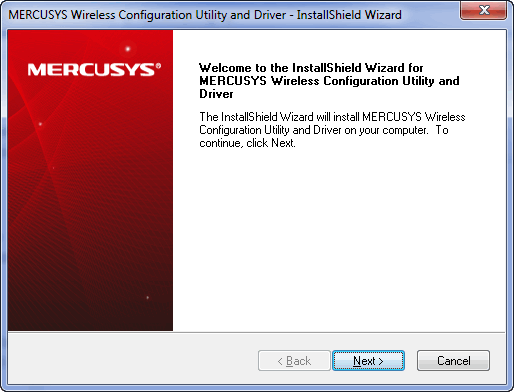 MERCUSYS Wireless Configuration Utility and Driver - InstallShield Wizard
MERCUSYS®
Welcome to the InstallShield Wizard for
MERCUSYS Wireless Configuration Utility and
Driver
The InstallShield Wizard will install MERCUSYS Wireless
Configuration Utility and Driver on your computer. To
continue, click Next.
< Back
Next >
Cancel